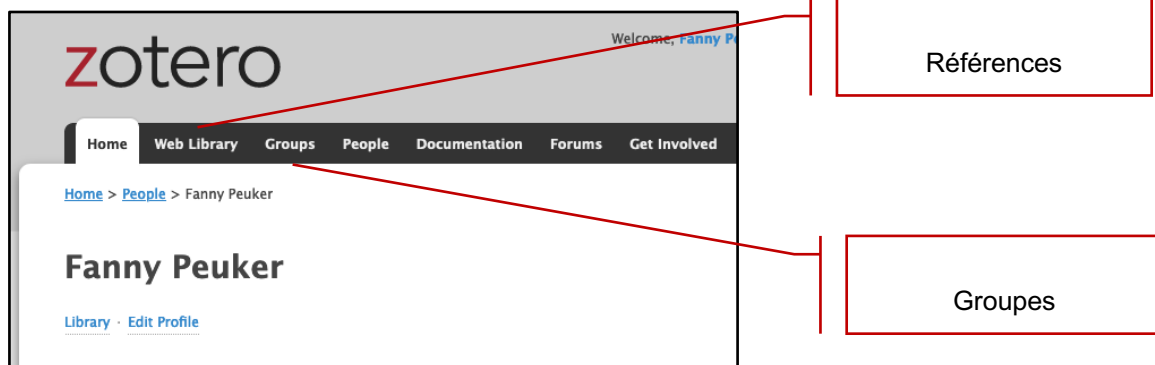 zotero
Welcome, Fanny
Références
Home Web Library Groups People Documentation Forums Get Involved
Home > People > Fanny Peuker
Fanny Peuker
Library · Edit Profile
Groupes